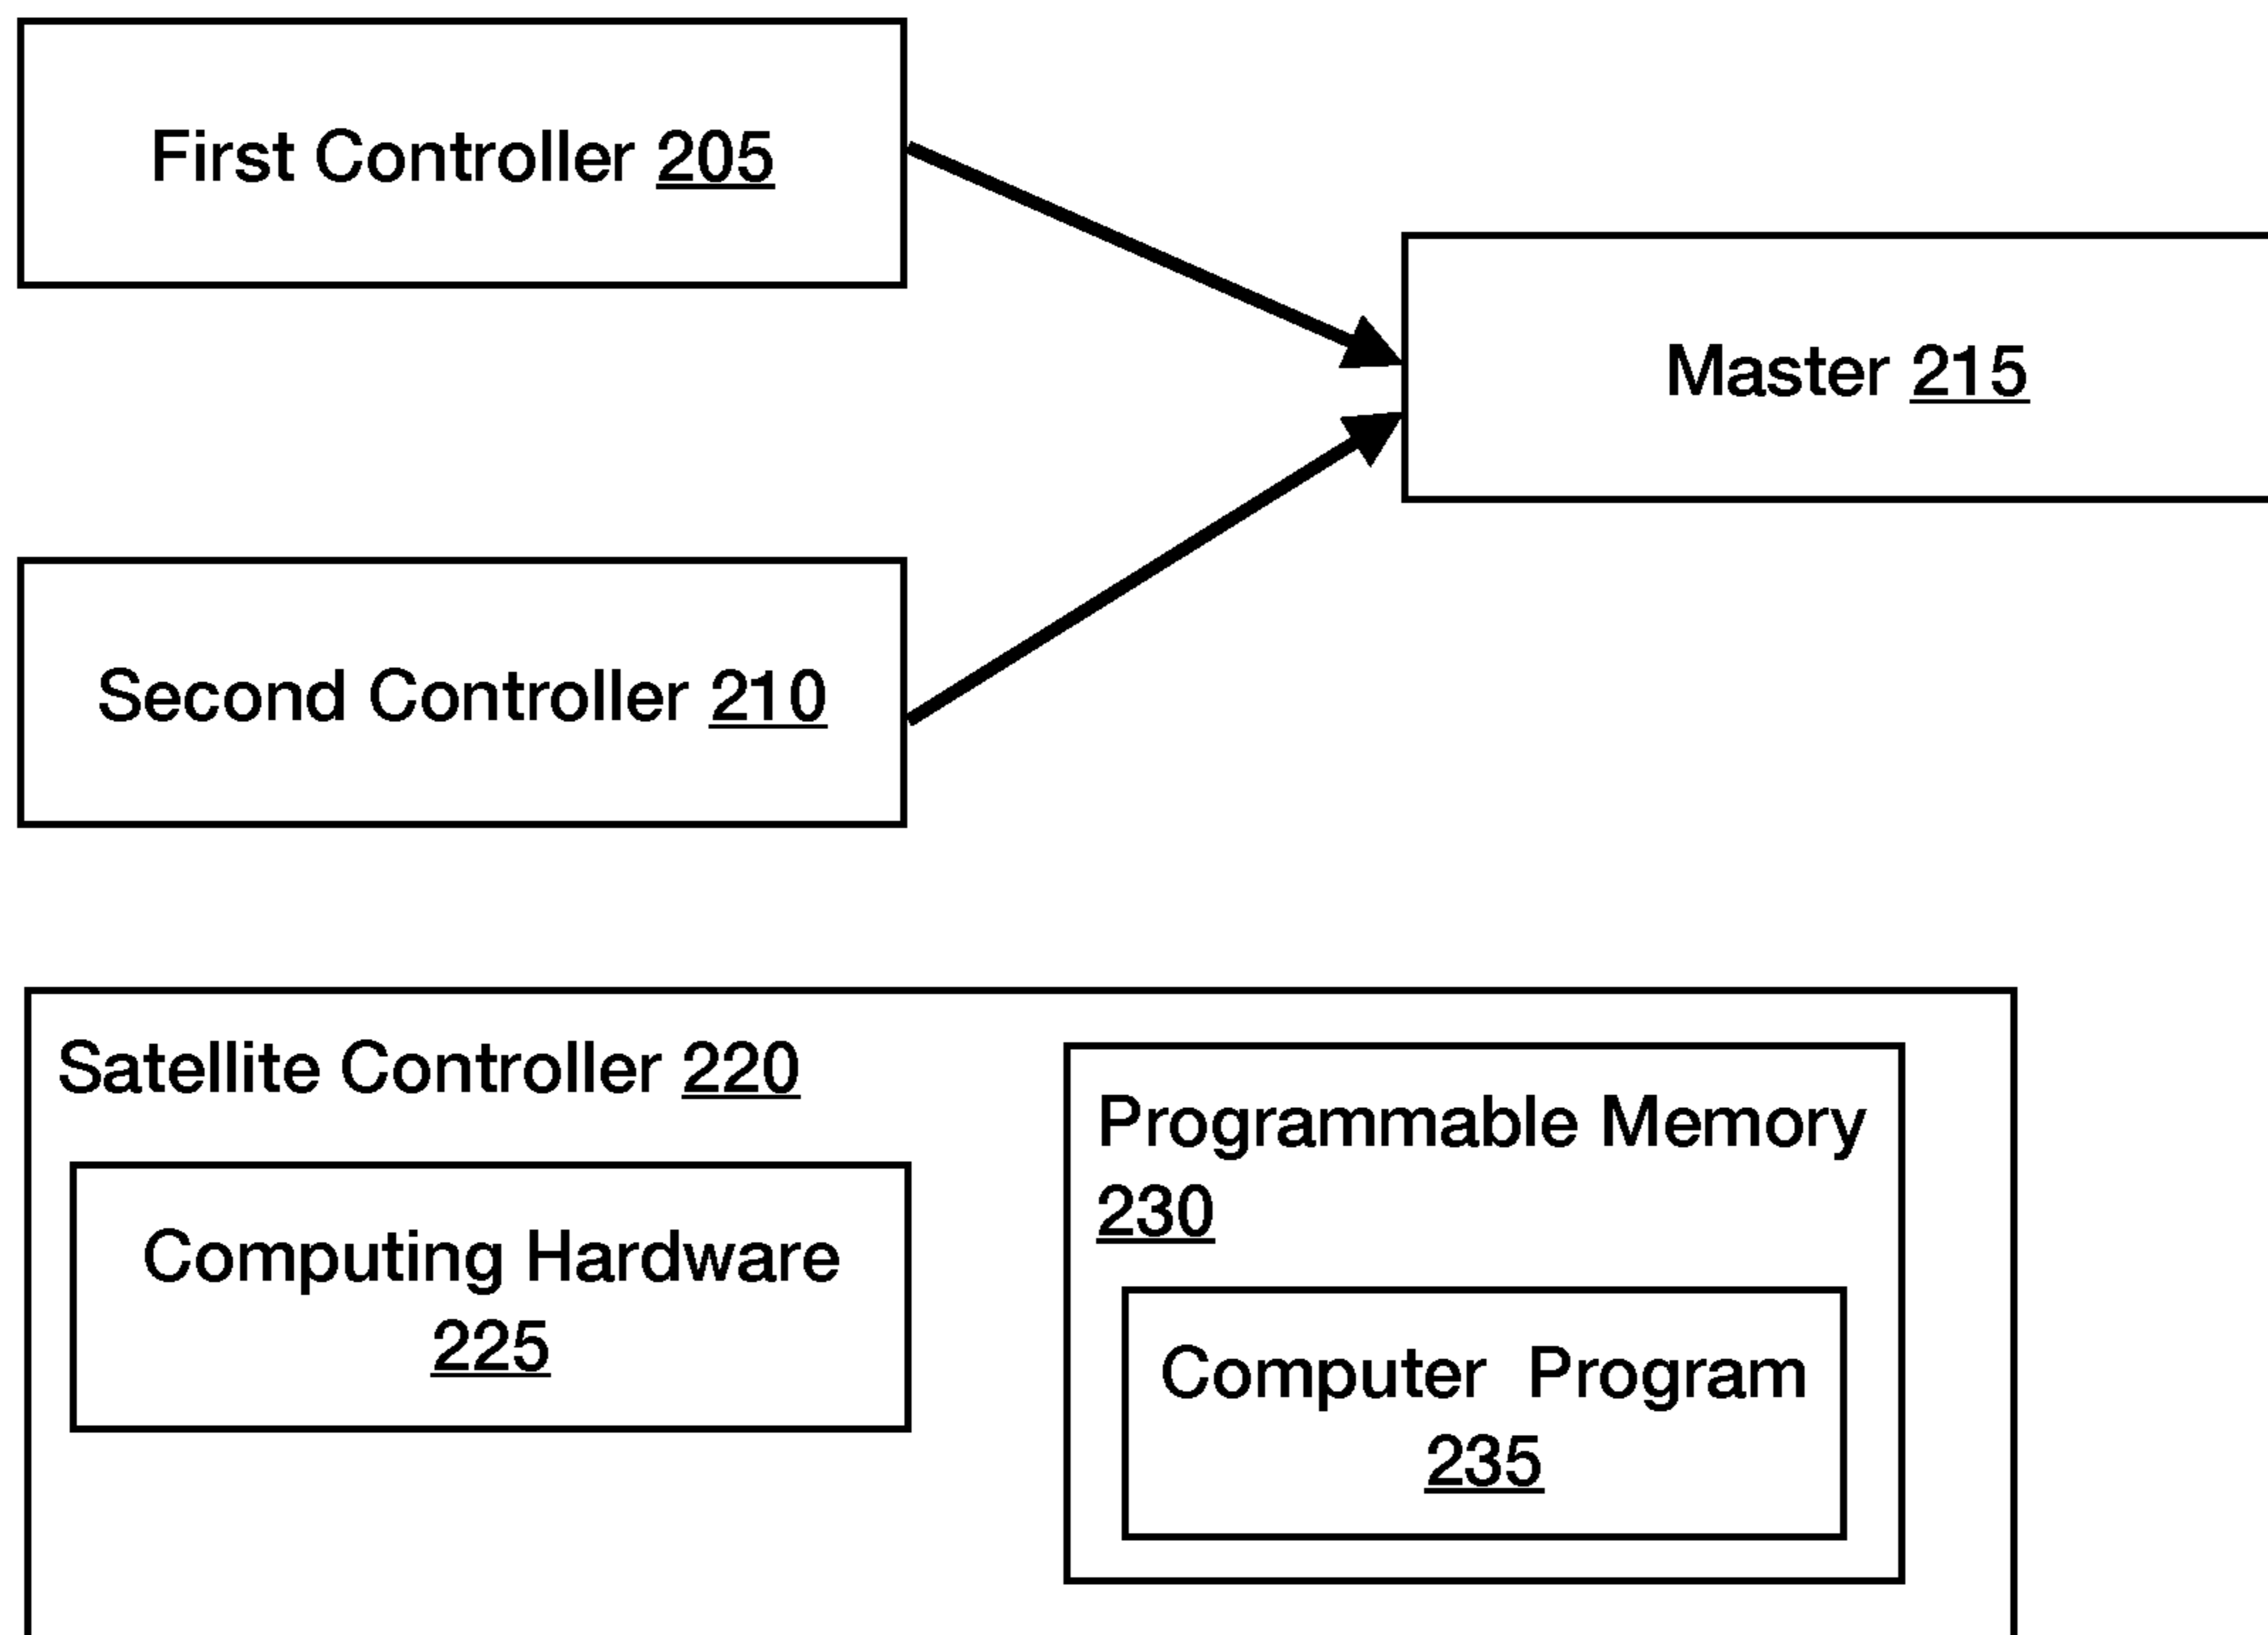 First Controller 205
Master 215
Second Controller 210
Satellite Controller 220
Computing Hardware
225
Programmable Memory
230
Computer Program
235